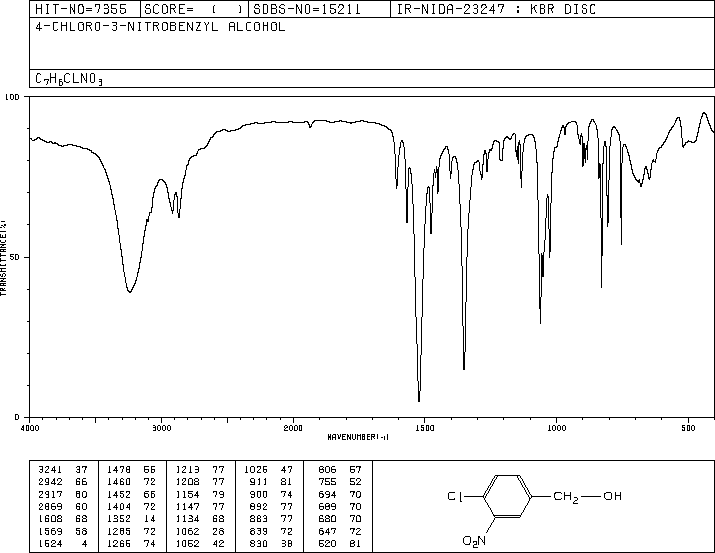 HIT-NO=7355 SCORE= ( ) SDBS-NO=15211 IR-NIDA-23247 : KBR DISC
4-CHLORO-3-NITROBENZYL ALCOHOL
C7H6CLNO3
100
50
0
TRANSMITTANCE(%)
4000 3000 2000 1500 1000 500
WAVENUMBER(-1)
3241 37 1478 55 1213 77 1026 47 806 57
2942 66 1460 72 1208 77 911 81 755 52
2917 60 1452 66 1154 79 900 74 694 70
2869 60 1404 72 1147 77 892 77 689 70
1608 68 1352 14 1134 68 883 77 680 70
1569 58 1285 72 1062 28 839 72 647 72
1524 4 1266 74 1052 42 830 38 520 81
Cl CH2 OH
O2N